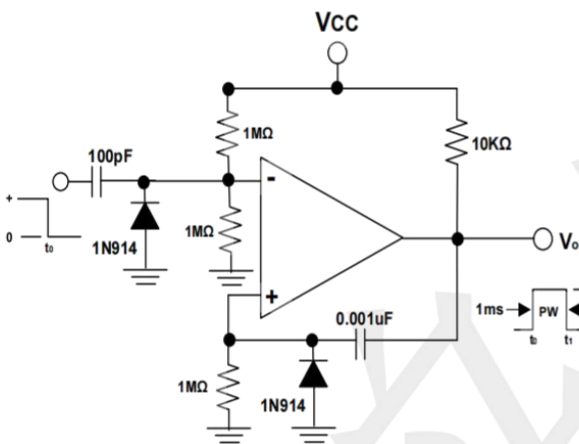 Vcc
1MΩ
10KΩ
100pF
-
+
0
t₀
1N914
1MΩ
+
Vₒ
0.001uF
1ms
PW
t₀
t₁
1MΩ
1N914